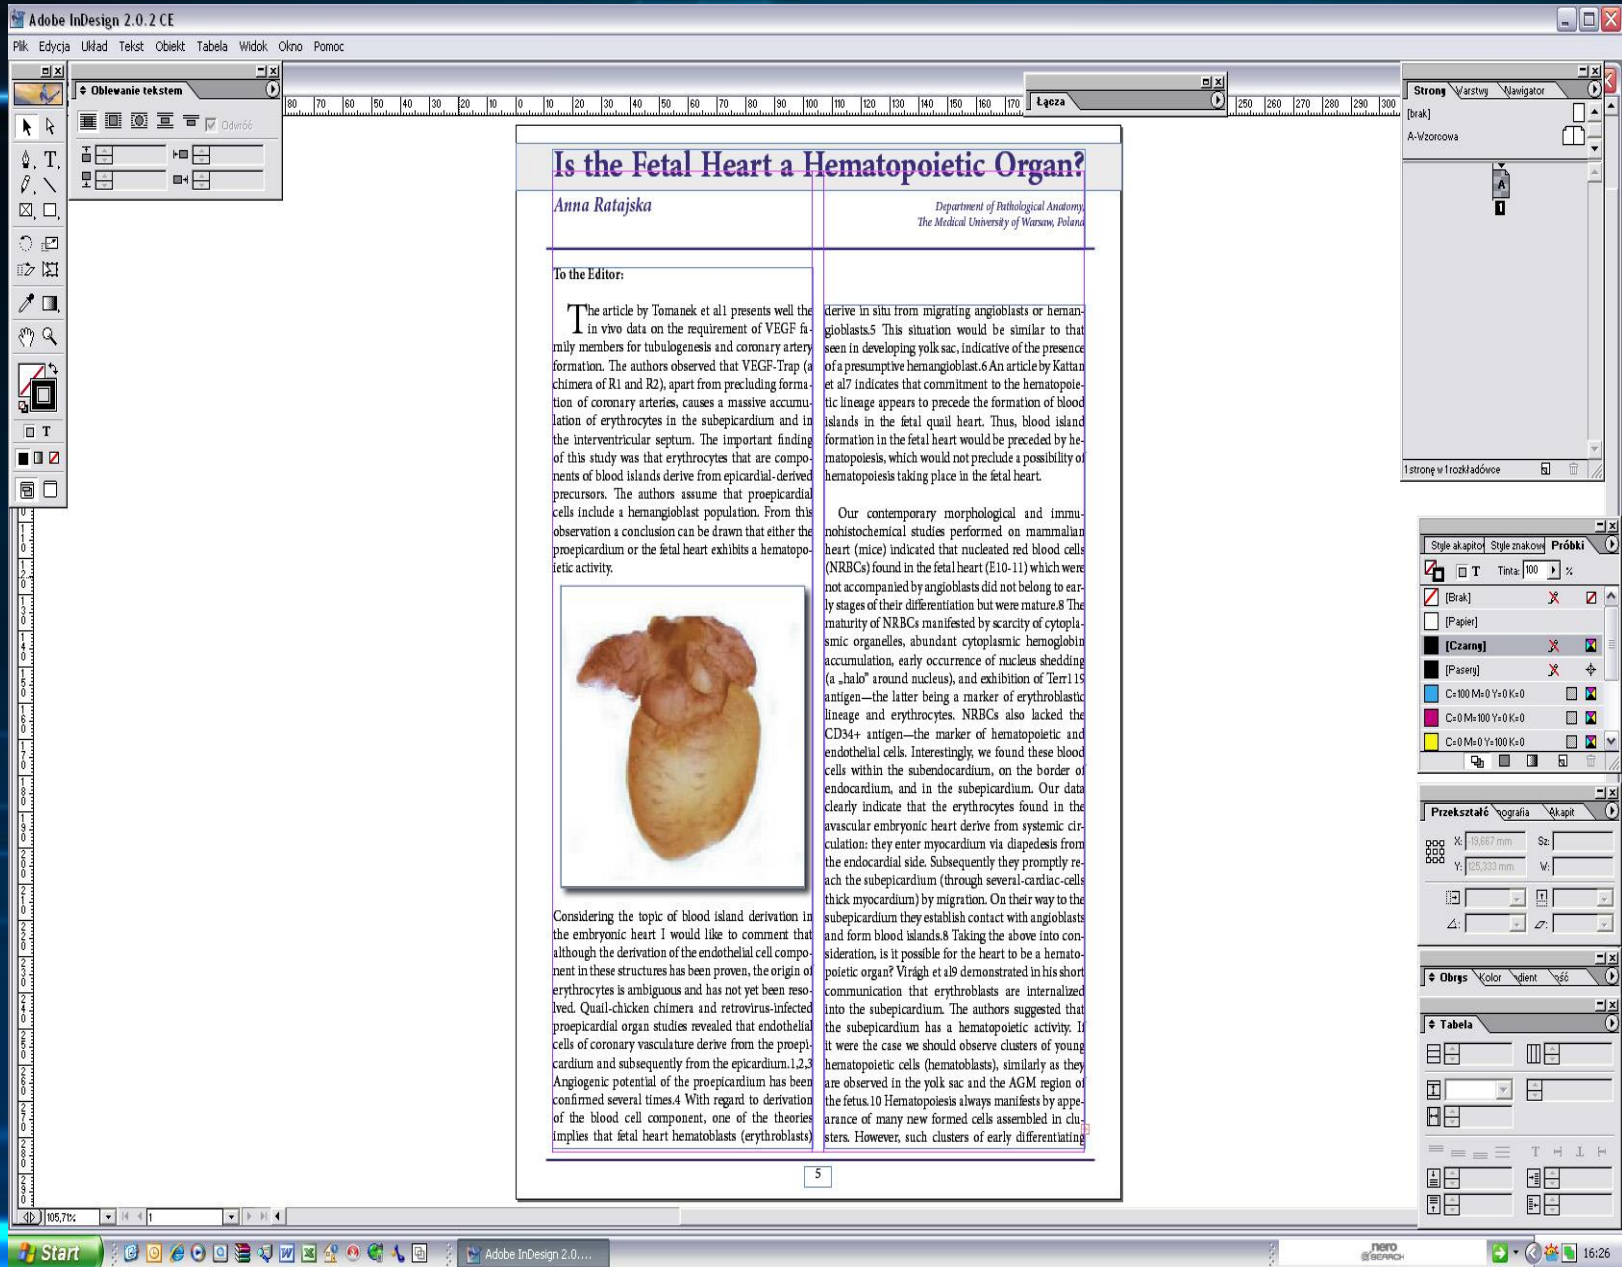 Adobe InDesign 2.0.2 CE
Plik Edycja Układ Tekst Obiekt Tabela Widok Okno Pomoc
Oblewanie tekstem
Odwróć
Łącza
Strony Warstwy Nawigator
[brak]
A-Wzorcowa
A
1
1 stronę w 1 rozkładówce
Is the Fetal Heart a Hematopoietic Organ?
Anna Ratajska
Department of Pathological Anatomy,
The Medical University of Warsaw, Poland
To the Editor:
The article by Tomanek et al1 presents well the
in vivo data on the requirement of VEGF fa-
mily members for tubulogenesis and coronary artery
formation. The authors observed that VEGF-Trap (a
chimera of R1 and R2), apart from precluding forma-
tion of coronary arteries, causes a massive accumu-
lation of erythrocytes in the subepicardium and in
the interventricular septum. The important finding
of this study was that erythrocytes that are compo-
nents of blood islands derive from epicardial-derived
precursors. The authors assume that proepicardial
cells include a hemangioblast population. From this
observation a conclusion can be drawn that either the
proepicardium or the fetal heart exhibits a hematopo-
ietic activity.
Considering the topic of blood island derivation in
the embryonic heart I would like to comment that
although the derivation of the endothelial cell compo-
nent in these structures has been proven, the origin of
erythrocytes is ambiguous and has not yet been reso-
lved. Quail-chicken chimera and retrovirus-infected
proepicardial organ studies revealed that endothelial
cells of coronary vasculature derive from the proepi-
cardium and subsequently from the epicardium.1,2,3
Angiogenic potential of the proepicardium has been
confirmed several times.4 With regard to derivation
of the blood cell component, one of the theories
implies that fetal heart hematoblasts (erythroblasts)
derive in situ from migrating angioblasts or heman-
gioblasts.5 This situation would be similar to that
seen in developing yolk sac, indicative of the presence
of a presumptive hemangioblast.6 An article by Kattan
et al7 indicates that commitment to the hematopoie-
tic lineage appears to precede the formation of blood
islands in the fetal quail heart. Thus, blood island
formation in the fetal heart would be preceded by he-
matopoiesis, which would not preclude a possibility of
hematopoiesis taking place in the fetal heart.
Our contemporary morphological and immu-
nohistochemical studies performed on mammalian
heart (mice) indicated that nucleated red blood cells
(NRBCs) found in the fetal heart (E10-11) which were
not accompanied by angioblasts did not belong to ear-
ly stages of their differentiation but were mature.8 The
maturity of NRBCs manifested by scarcity of cytopla-
smic organelles, abundant cytoplasmic hemoglobin
accumulation, early occurrence of nucleus shedding
(a „halo" around nucleus), and exhibition of Terr119
antigen—the latter being a marker of erythroblastic
lineage and erythrocytes. NRBCs also lacked the
CD34+ antigen—the marker of hematopoietic and
endothelial cells. Interestingly, we found these blood
cells within the subendocardium, on the border of
endocardium, and in the subepicardium. Our data
clearly indicate that the erythrocytes found in the
avascular embryonic heart derive from systemic cir-
culation: they enter myocardium via diapedesis from
the endocardial side. Subsequently they promptly re-
ach the subepicardium (through several-cardiac-cells
thick myocardium) by migration. On their way to the
subepicardium they establish contact with angioblasts
and form blood islands.8 Taking the above into con-
sideration, is it possible for the heart to be a hemato-
poietic organ? Virágh et al9 demonstrated in his short
communication that erythroblasts are internalized
into the subepicardium. The authors suggested that
the subepicardium has a hematopoietic activity. If
it were the case we should observe clusters of young
hematopoietic cells (hematoblasts), similarly as they
are observed in the yolk sac and the AGM region of
the fetus.10 Hematopoiesis always manifests by appe-
arance of many new formed cells assembled in clu-
sters. However, such clusters of early differentiating
5
Style akapitov Style znakowe Próbki
Tinta: 100 %
[Brak]
[Papier]
[Czarny]
[Pasery]
C=100 M=0 Y=0 K=0
C=0 M=100 Y=0 K=0
C=0 M=0 Y=100 K=0
Przekształć Akapit
X: -19,667 mm Sz:
Y: 125,333 mm W:
Obrys Kolor
Tabela
105,71%
1
Start
Adobe InDesign 2.0....
nero
SEARCH
16:26